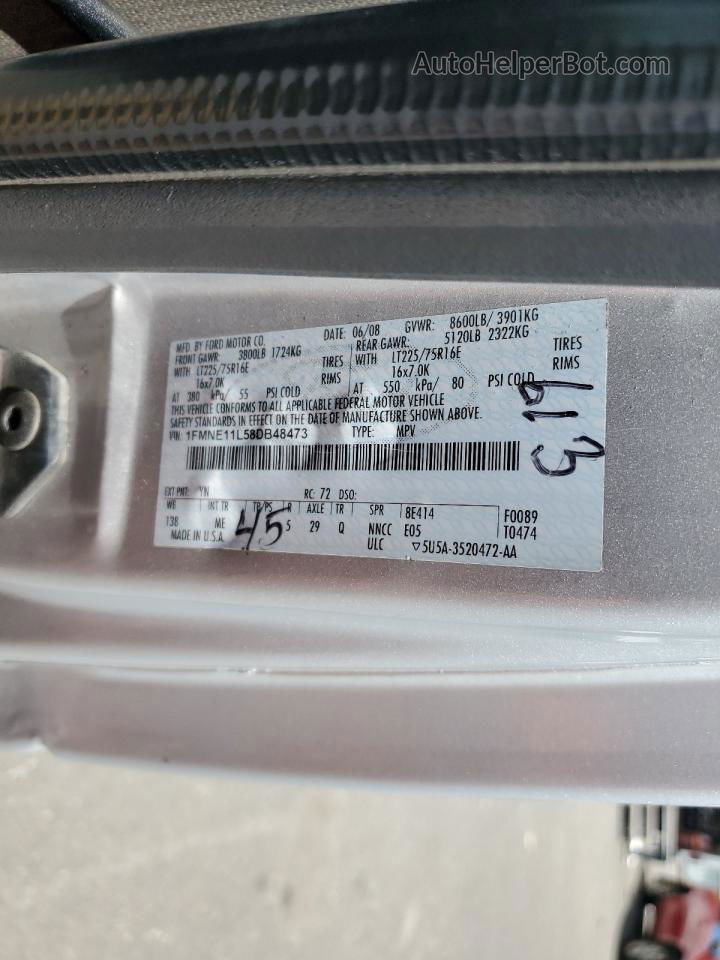 AutoHelperBot.com
MFD. BY FORD MOTOR CO.
DATE: 06/08 GVWR: 8600LB/ 3901KG
FRONT GAWR: 3800LB 1724KG
REAR GAWR: 5120LB 2322KG
WITH LT225/75R16E TIRES
WITH LT225/75R16E TIRES
16x7.0K RIMS
16x7.0K RIMS
AT 380 kPa/ 55 PSI COLD
AT 550 kPa/ 80 PSI COLD
THIS VEHICLE CONFORMS TO ALL APPLICABLE FEDERAL MOTOR VEHICLE
SAFETY STANDARDS IN EFFECT ON THE DATE OF MANUFACTURE SHOWN ABOVE.
VIN: 1FMNE11L58DB48473 TYPE: MPV
EXT PNT: YN RC: 72 DSO:
WB INT TR TP/PS R AXLE TR SPR 8E414 F0089
138 ME 5 29 Q NNCC E05 T0474
MADE IN U.S.A. ULC ▽5U5A-3520472-AA
45